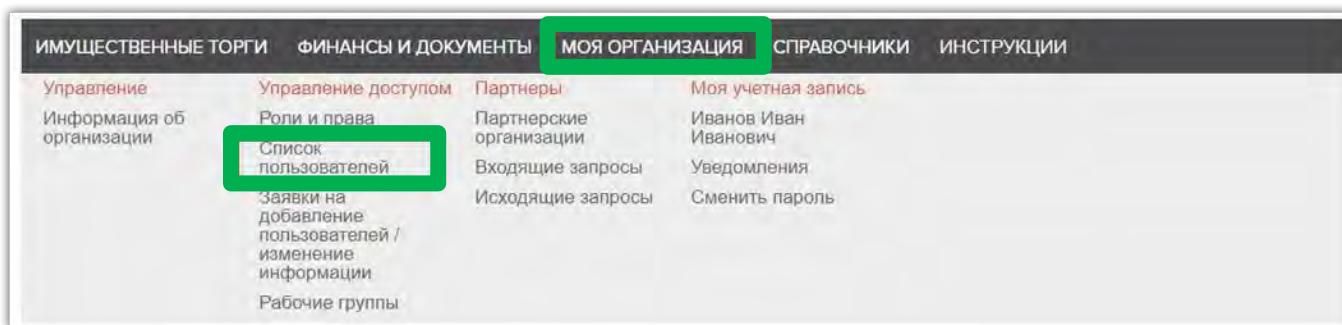 ИМУЩЕСТВЕННЫЕ ТОРГИ ФИНАНСЫ И ДОКУМЕНТЫ МОЯ ОРГАНИЗАЦИЯ СПРАВОЧНИКИ ИНСТРУКЦИИ
Управление
Информация об
организации
Управление доступом
Роли и права
Список
пользователей
Заявки на
добавление
пользователей /
изменение
информации
Рабочие группы
Партнеры
Партнерские
организации
Входящие запросы
Исходящие запросы
Моя учетная запись
Иванов Иван
Иванович
Уведомления
Сменить пароль